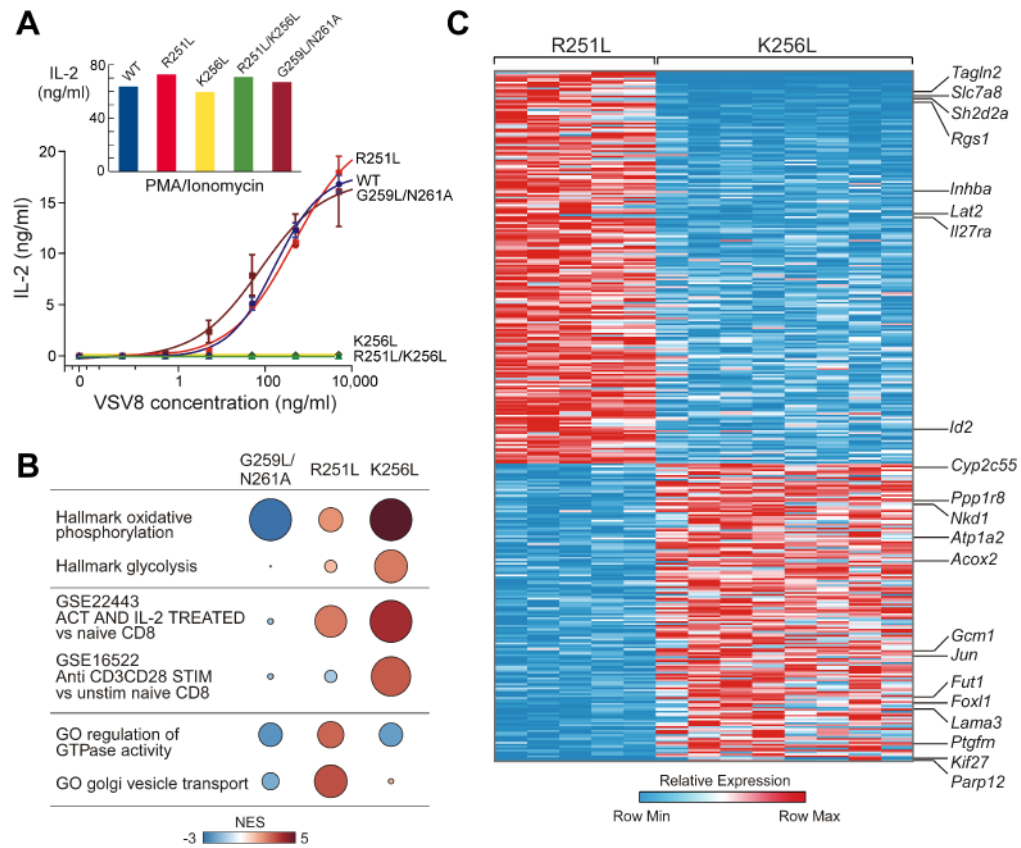 A
IL-2
(ng/ml)
80
40
0
WT
R251L
K256L
R251L/K256L
G259L/N261A
PMA/Ionomycin
IL-2 (ng/ml)
20
15
10
5
0
R251L
WT
G259L/N261A
K256L
R251L/K256L
0
1
100
10,000
VSV8 concentration (ng/ml)
B
G259L/
N261A
R251L
K256L
Hallmark oxidative
phosphorylation
Hallmark glycolysis
GSE22443
ACT AND IL-2 TREATED
vs naive CD8
GSE16522
Anti CD3CD28 STIM
vs unstim naive CD8
GO regulation of
GTPase activity
GO golgi vesicle transport
NES
-3
5
C
R251L
K256L
Tagln2
Slc7a8
Sh2d2a
Rgs1
Inhba
Lat2
Il27ra
Id2
Cyp2c55
Ppp1r8
Nkd1
Atp1a2
Acox2
Gcm1
Jun
Fut1
Foxl1
Lama3
Ptgfrn
Kif27
Parp12
Relative Expression
Row Min
Row Max